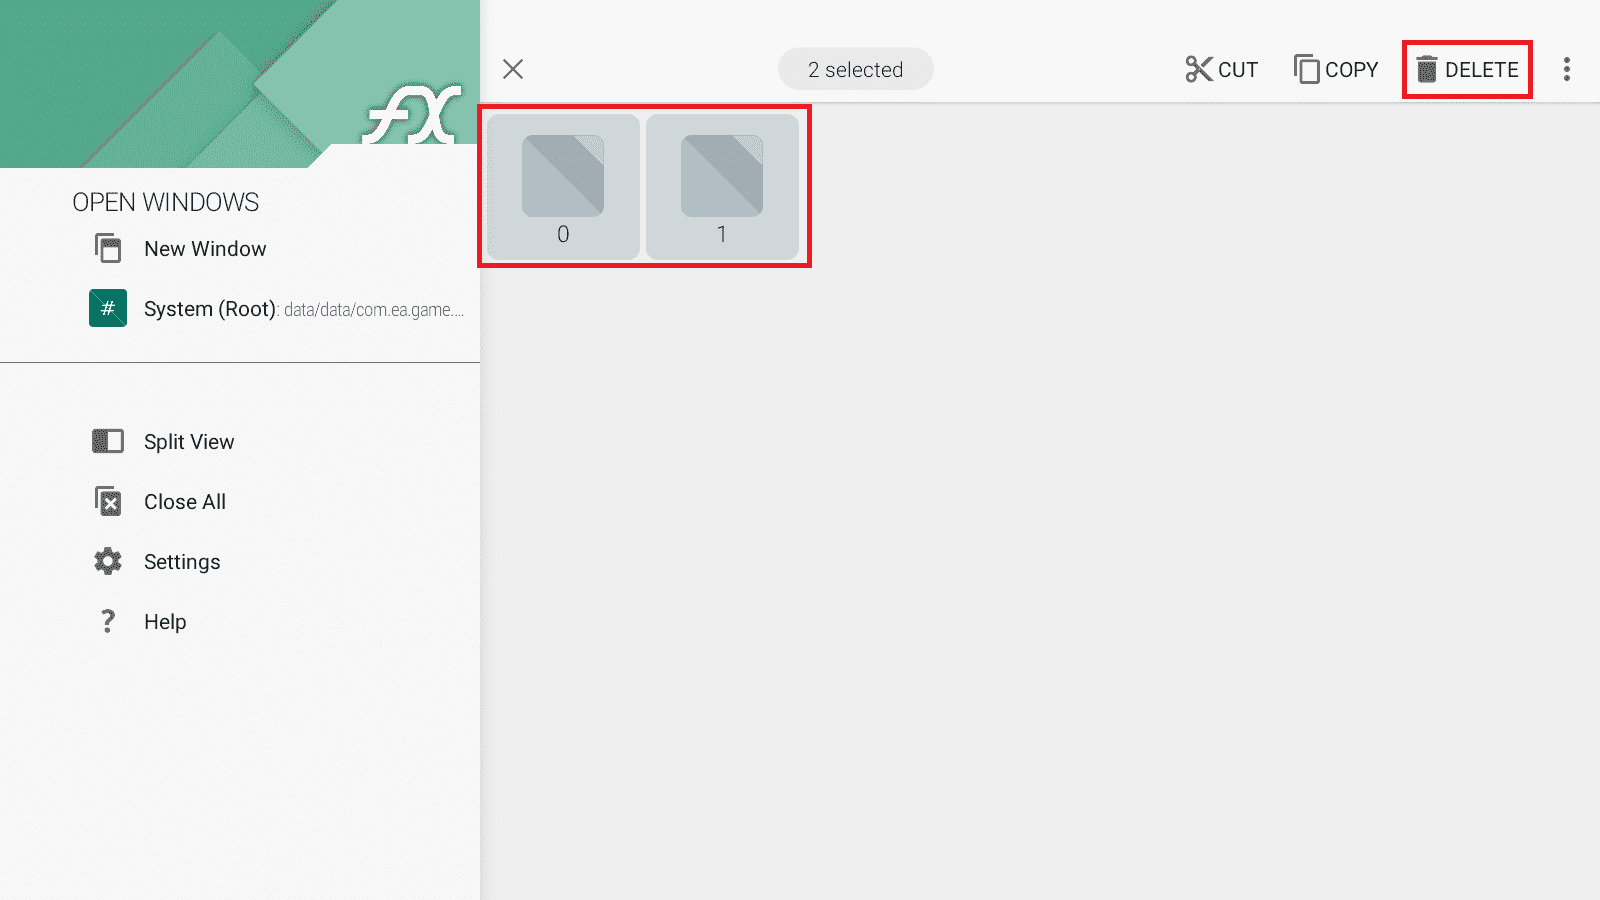 fx
OPEN WINDOWS
New Window
System (Root): data/data/com.ea.game....
Split View
Close All
Settings
? Help
2 selected
CUT
COPY
DELETE
0
1